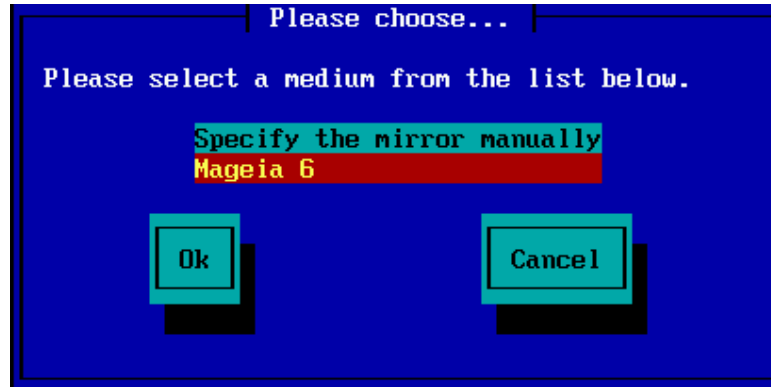 Please choose...
Please select a medium from the list below.
Specify the mirror manually
Mageia 6
Ok
Cancel